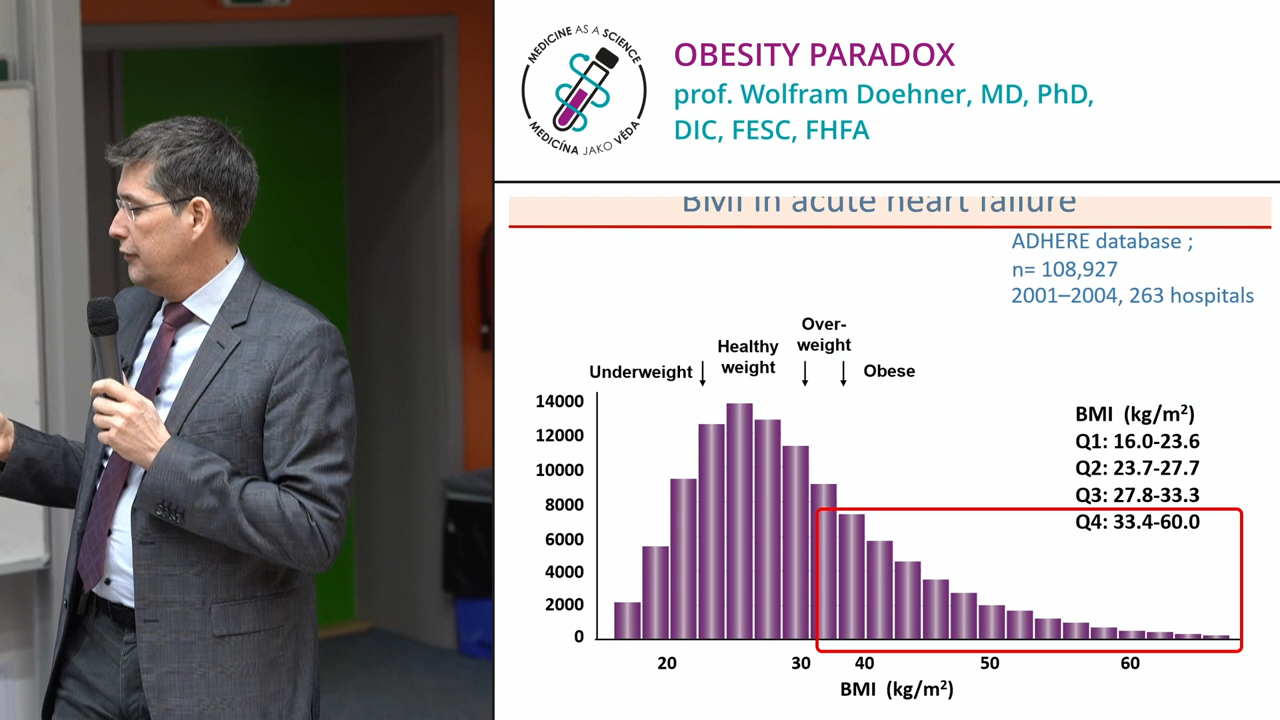 MEDICINE AS A SCIENCE
MEDICÍNA JAKO VĚDA
OBESITY PARADOX
prof. Wolfram Doehner, MD, PhD,
DIC, FESC, FHFA
BMI in acute heart failure
ADHERE database ;
n= 108,927
2001–2004, 263 hospitals
Over-
weight
Healthy
weight
Underweight
Obese
14000
12000
10000
8000
6000
4000
2000
0
BMI (kg/m²)
Q1: 16.0-23.6
Q2: 23.7-27.7
Q3: 27.8-33.3
Q4: 33.4-60.0
20 30 40 50 60
BMI (kg/m²)